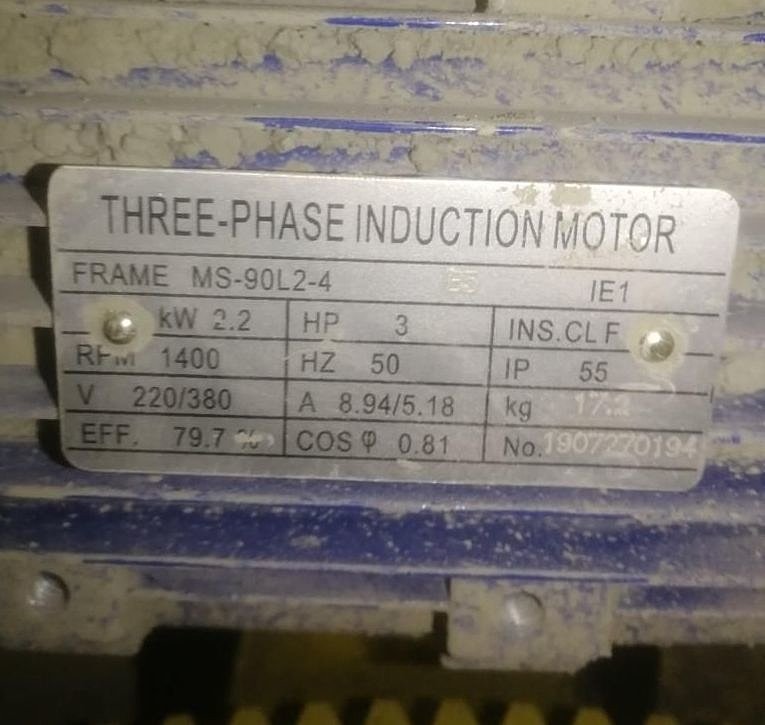 THREE-PHASE INDUCTION MOTOR
FRAME MS-90L2-4 B5 IE1
kW 2.2 HP 3 INS.CL F
RPM 1400 HZ 50 IP 55
V 220/380 A 8.94/5.18 kg 17.2
EFF. 79.7 % COS φ 0.81 No. 1907270194